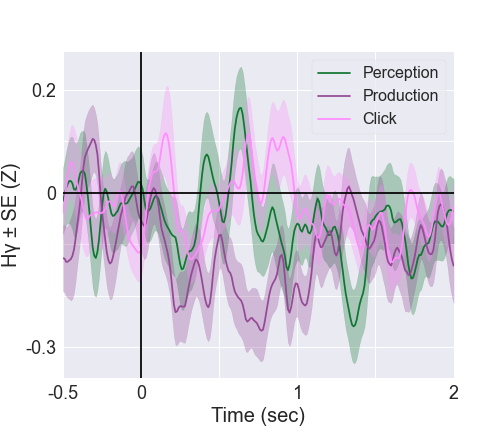 Perception
Production
Click
0.2
0
-0.3
Hγ ± SE (Z)
-0.5
0
1
2
Time (sec)